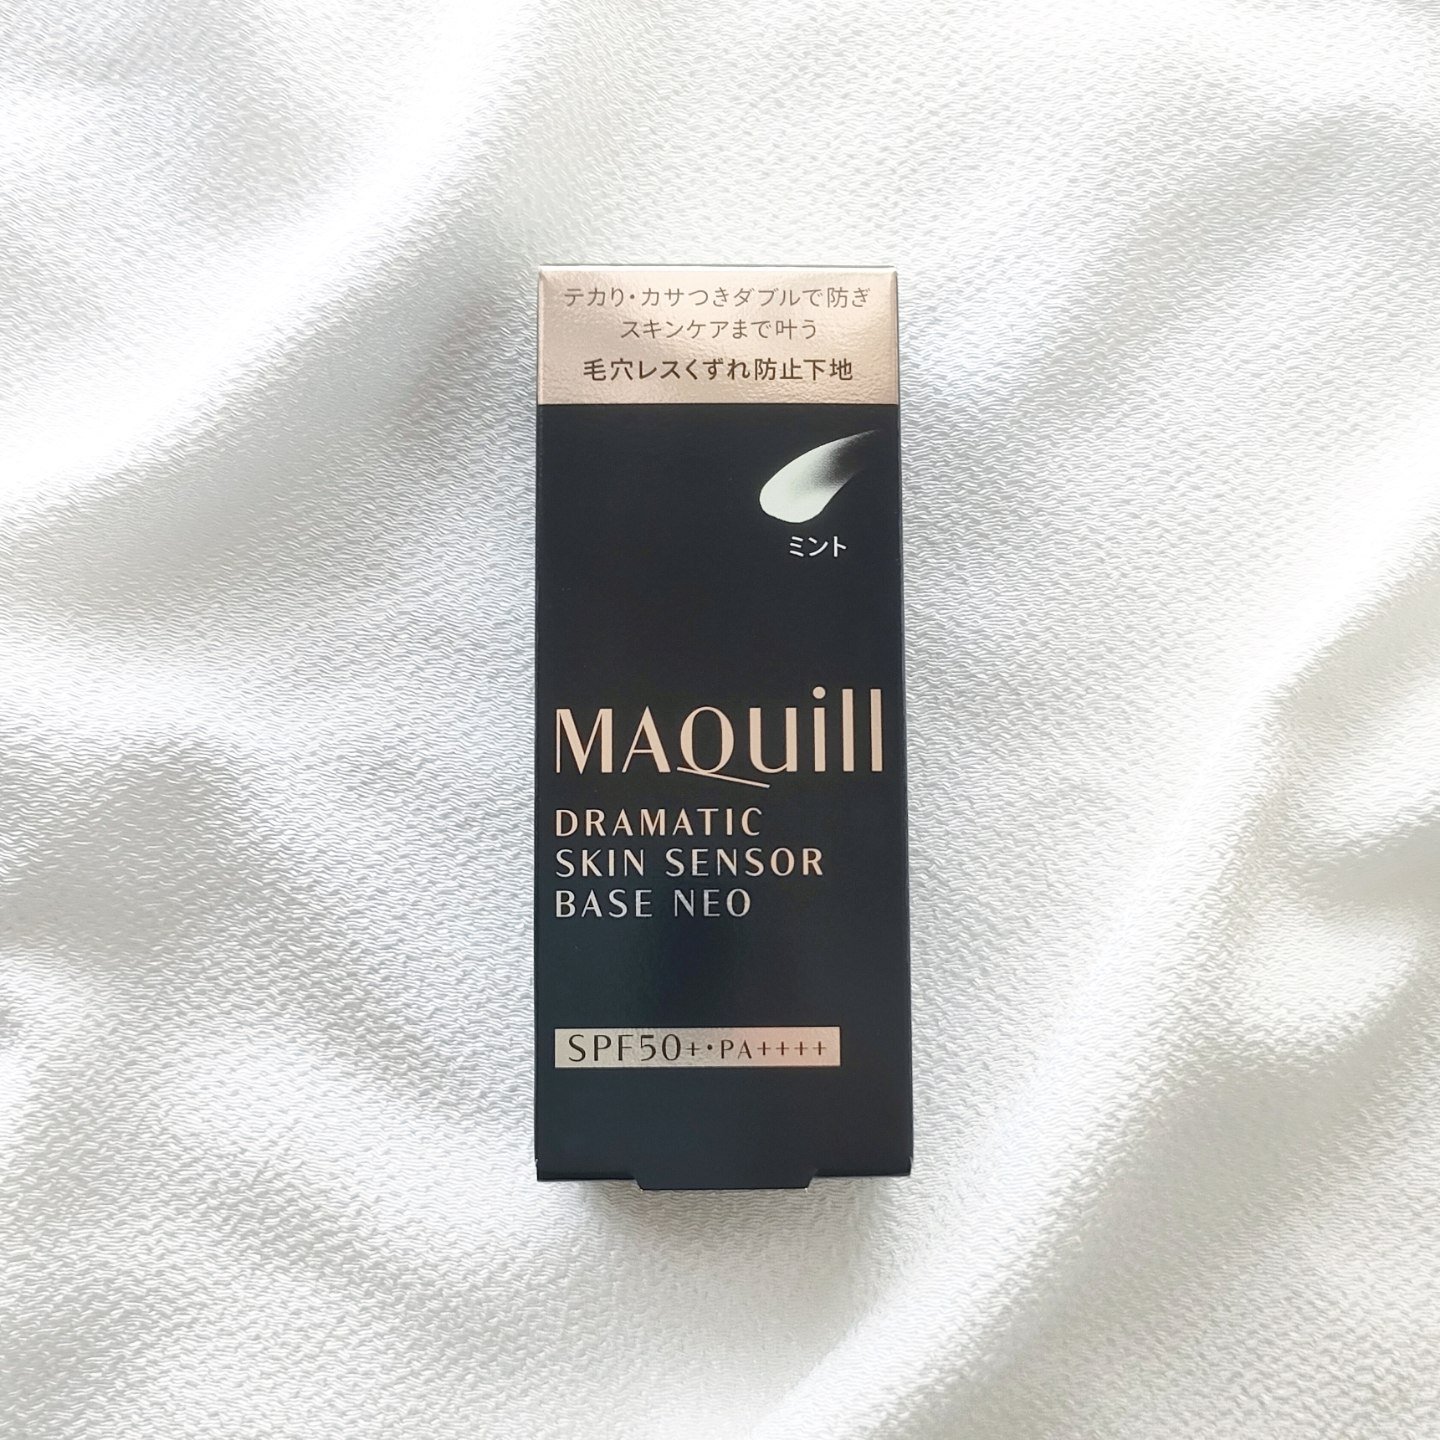 テカり・カサつきダブルで防ぎ
スキンケアまで叶う
毛穴レスくずれ防止下地
ミント
MAQuill
DRAMATIC
SKIN SENSOR
BASE NEO
SPF50+・PA++++